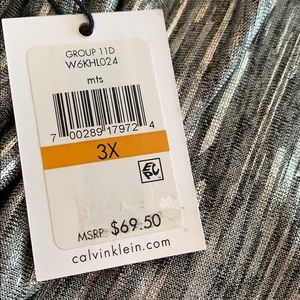 GROUP 11D
W6KHL024
mts
7 00289 17972 4
3X
MSRP $69.50
calvinklein.com